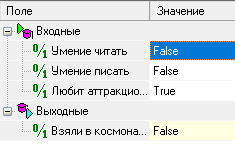 Поле Значение
Входные
Умение читать False
Умение писать False
Любит аттракцио... True
Выходные
Взяли в космона... False